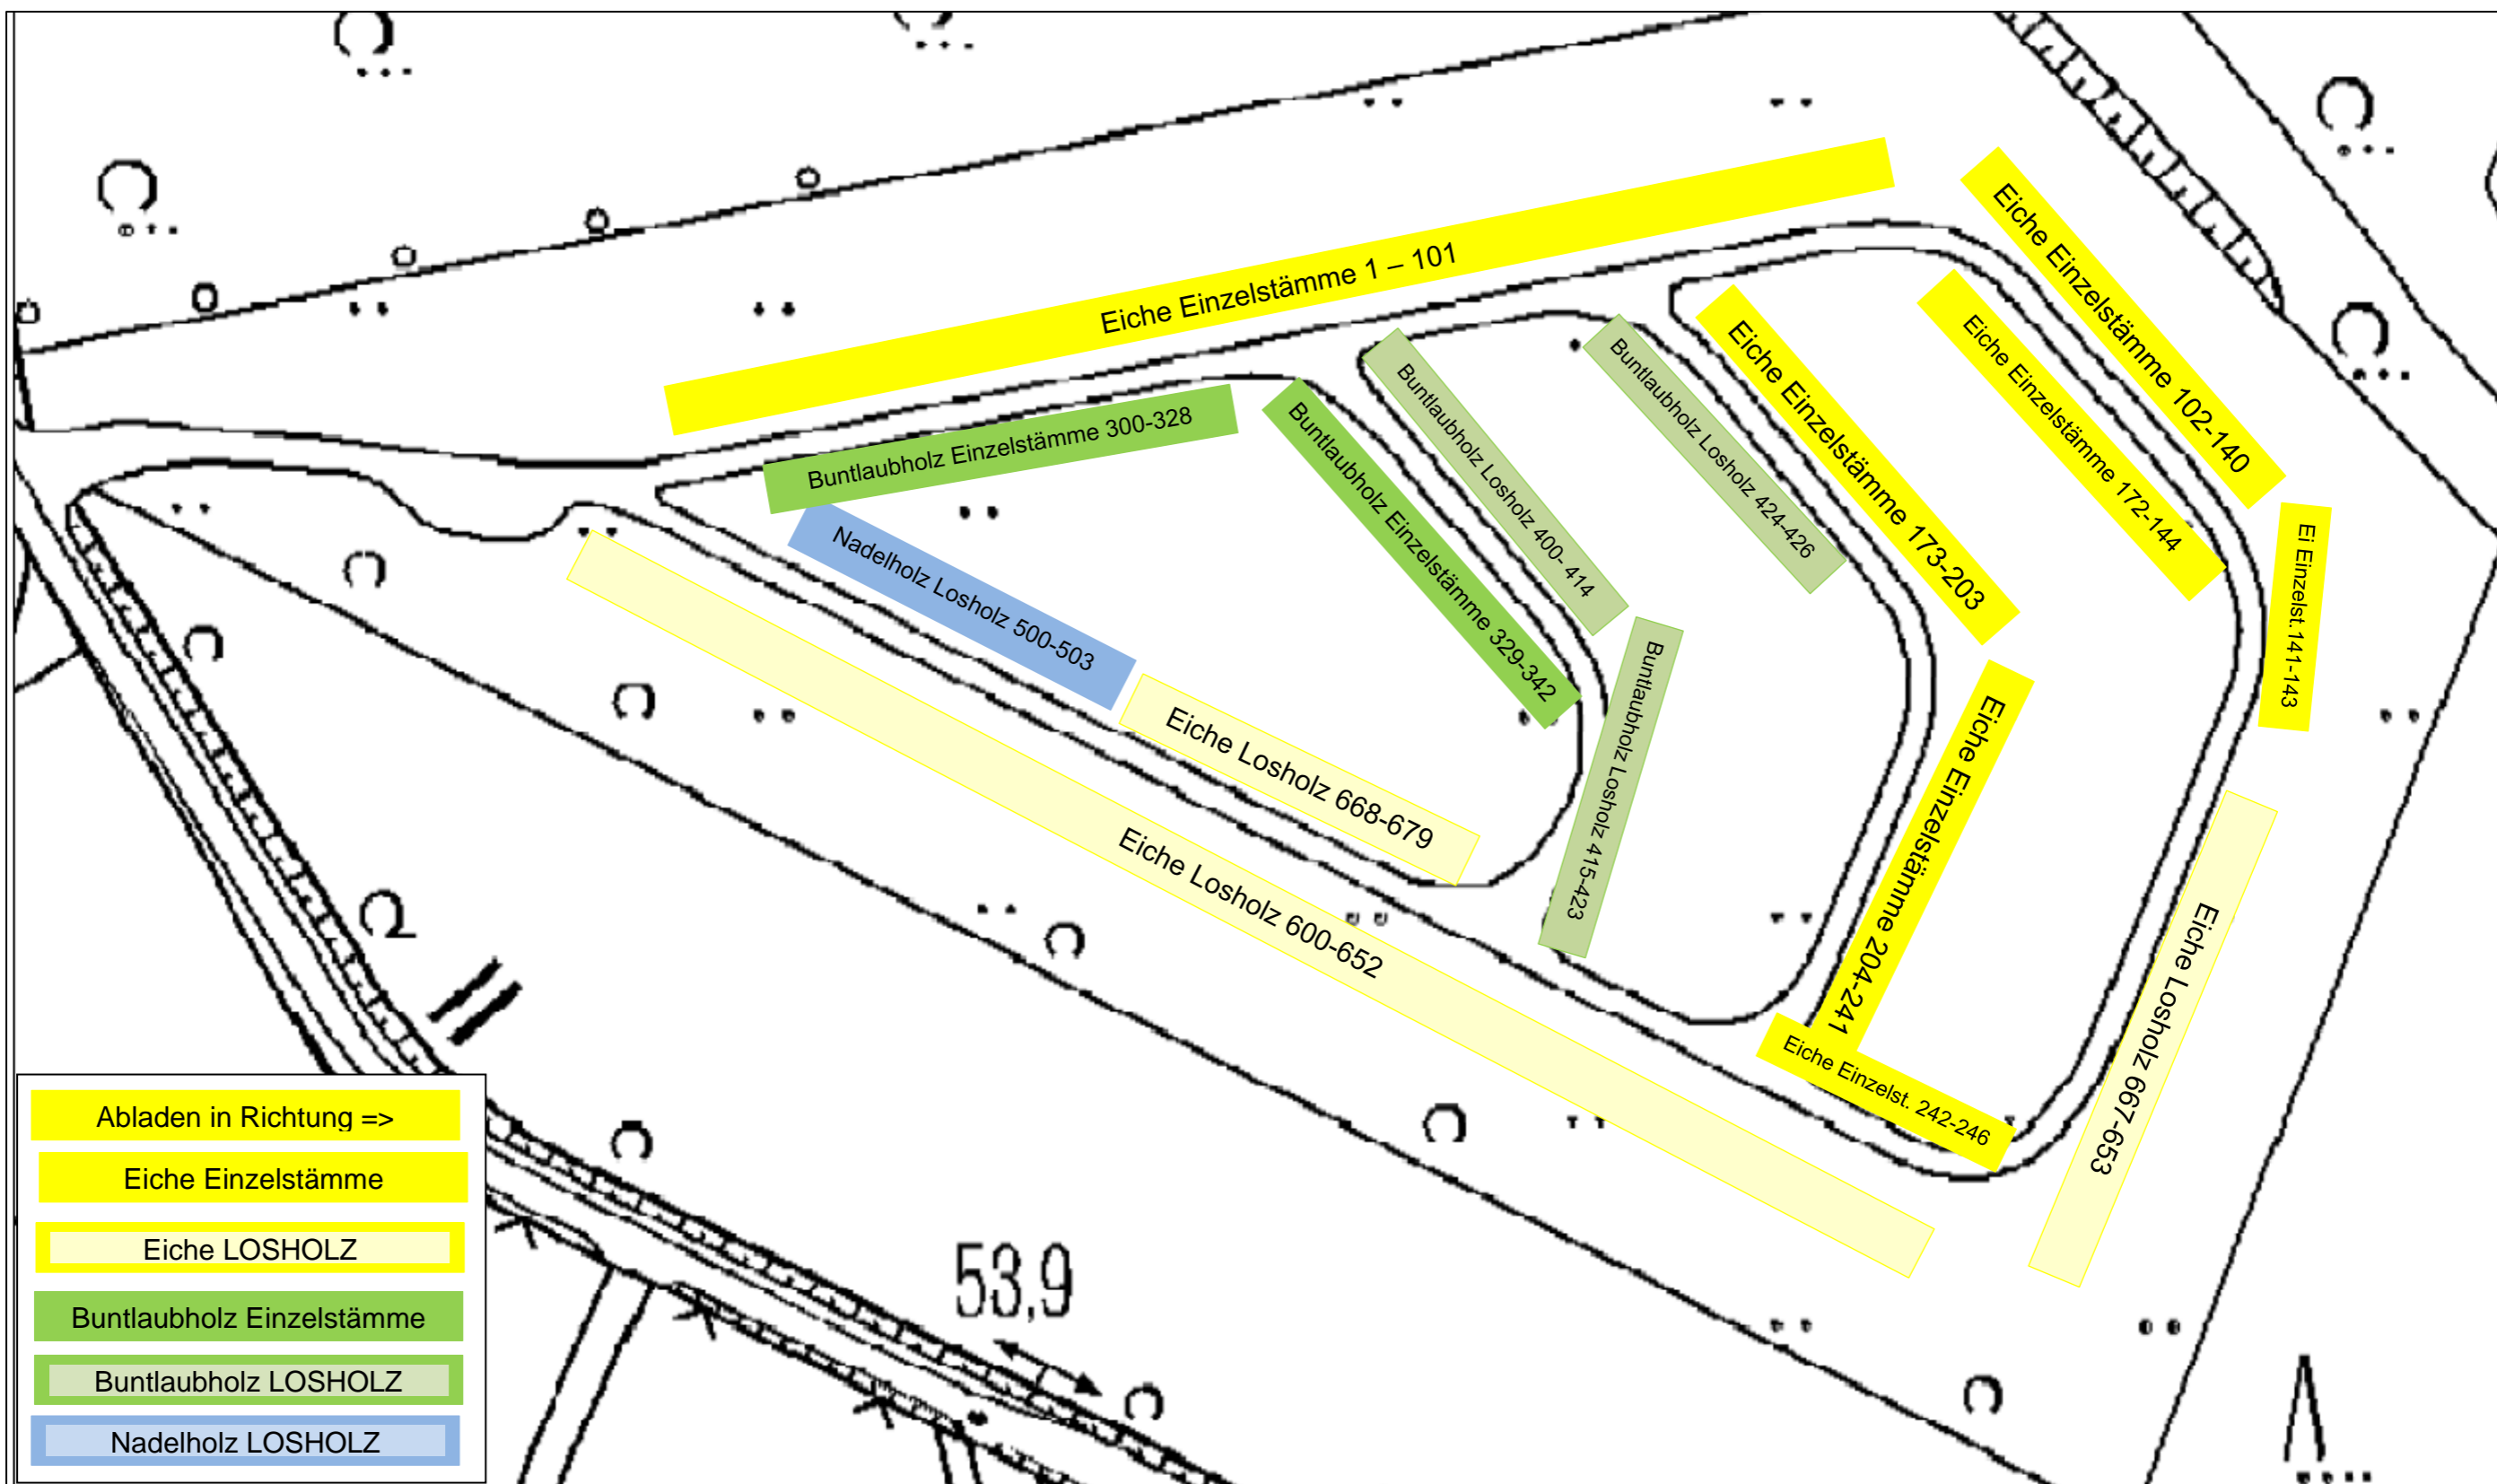 Eiche Einzelstämme 1 – 101
Eiche Einzelstämme 102-140
Eiche Einzelstämme 172-144
Eiche Einzelstämme 173-203
Ei Einzelst.141-143
Buntlaubholz Einzelstämme 300-328
Buntlaubholz Einzelstämme 329-342
Buntlaubholz Losholz 400- 414
Buntlaubholz Losholz 424-426
Buntlaubholz Losholz 415-423
Nadelholz Losholz 500-503
Eiche Losholz 668-679
Eiche Losholz 600-652
Eiche Einzelstämme 204-241
Eiche Einzelst. 242-246
Eiche Losholz 667-653
53,9
Abladen in Richtung =>
Eiche Einzelstämme
Eiche LOSHOLZ
Buntlaubholz Einzelstämme
Buntlaubholz LOSHOLZ
Nadelholz LOSHOLZ